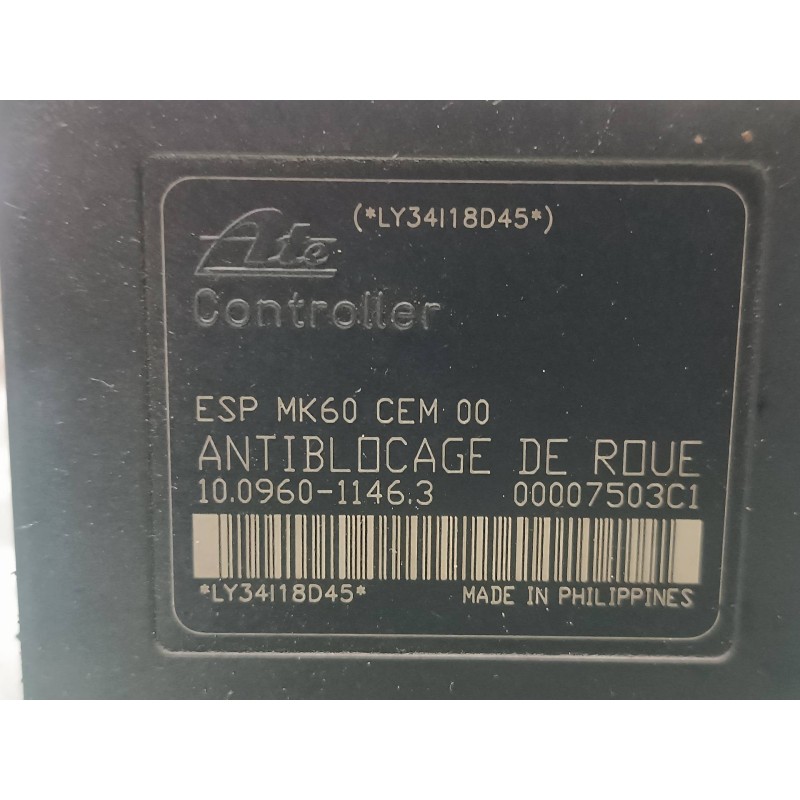 (*LY34I18D45*)
Ate
Controller
ESP MK60 CEM 00
ANTIBLOCAGE DE ROUE
10.0960-1146.3 00007503C1
*LY34I18D45* MADE IN PHILIPPINES